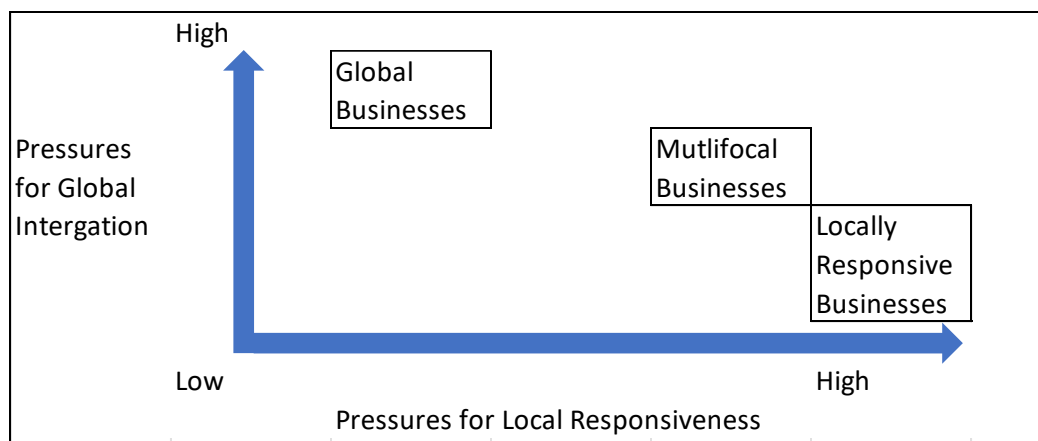 High
Global
Businesses
Pressures
for Global
Intergation
Mutlifocal
Businesses
Locally
Responsive
Businesses
Low
High
Pressures for Local Responsiveness